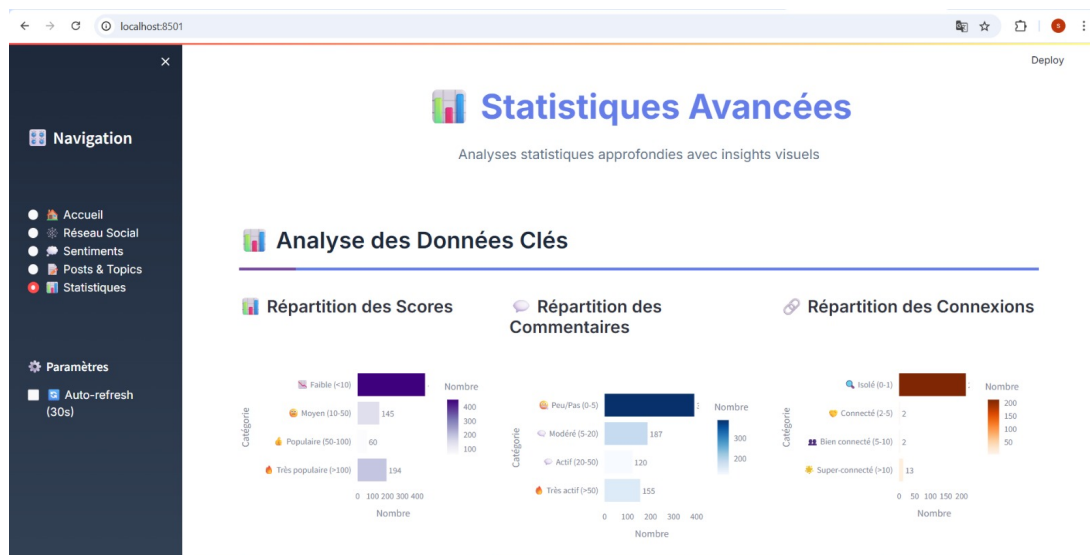 localhost:8501
S
Deploy
Navigation
Accueil
Réseau Social
Sentiments
Posts & Topics
Statistiques
Paramètres
Auto-refresh
(30s)
Statistiques Avancées
Analyses statistiques approfondies avec insights visuels
Analyse des Données Clés
Répartition des Scores
Catégorie
Faible (<10)
Moyen (10-50) 145
Populaire (50-100) 60
Très populaire (>100) 194
0 100 200 300 400
Nombre
Nombre
400
300
200
100
Répartition des
Commentaires
Catégorie
Peu/Pas (0-5)
Modéré (5-20) 187
Actif (20-50) 120
Très actif (>50) 155
0 100 200 300 400
Nombre
Nombre
300
200
Répartition des Connexions
Catégorie
Isolé (0-1)
Connecté (2-5) 2
Bien connecté (5-10) 2
Super-connecté (>10) 13
0 50 100 150 200
Nombre
Nombre
200
150
100
50